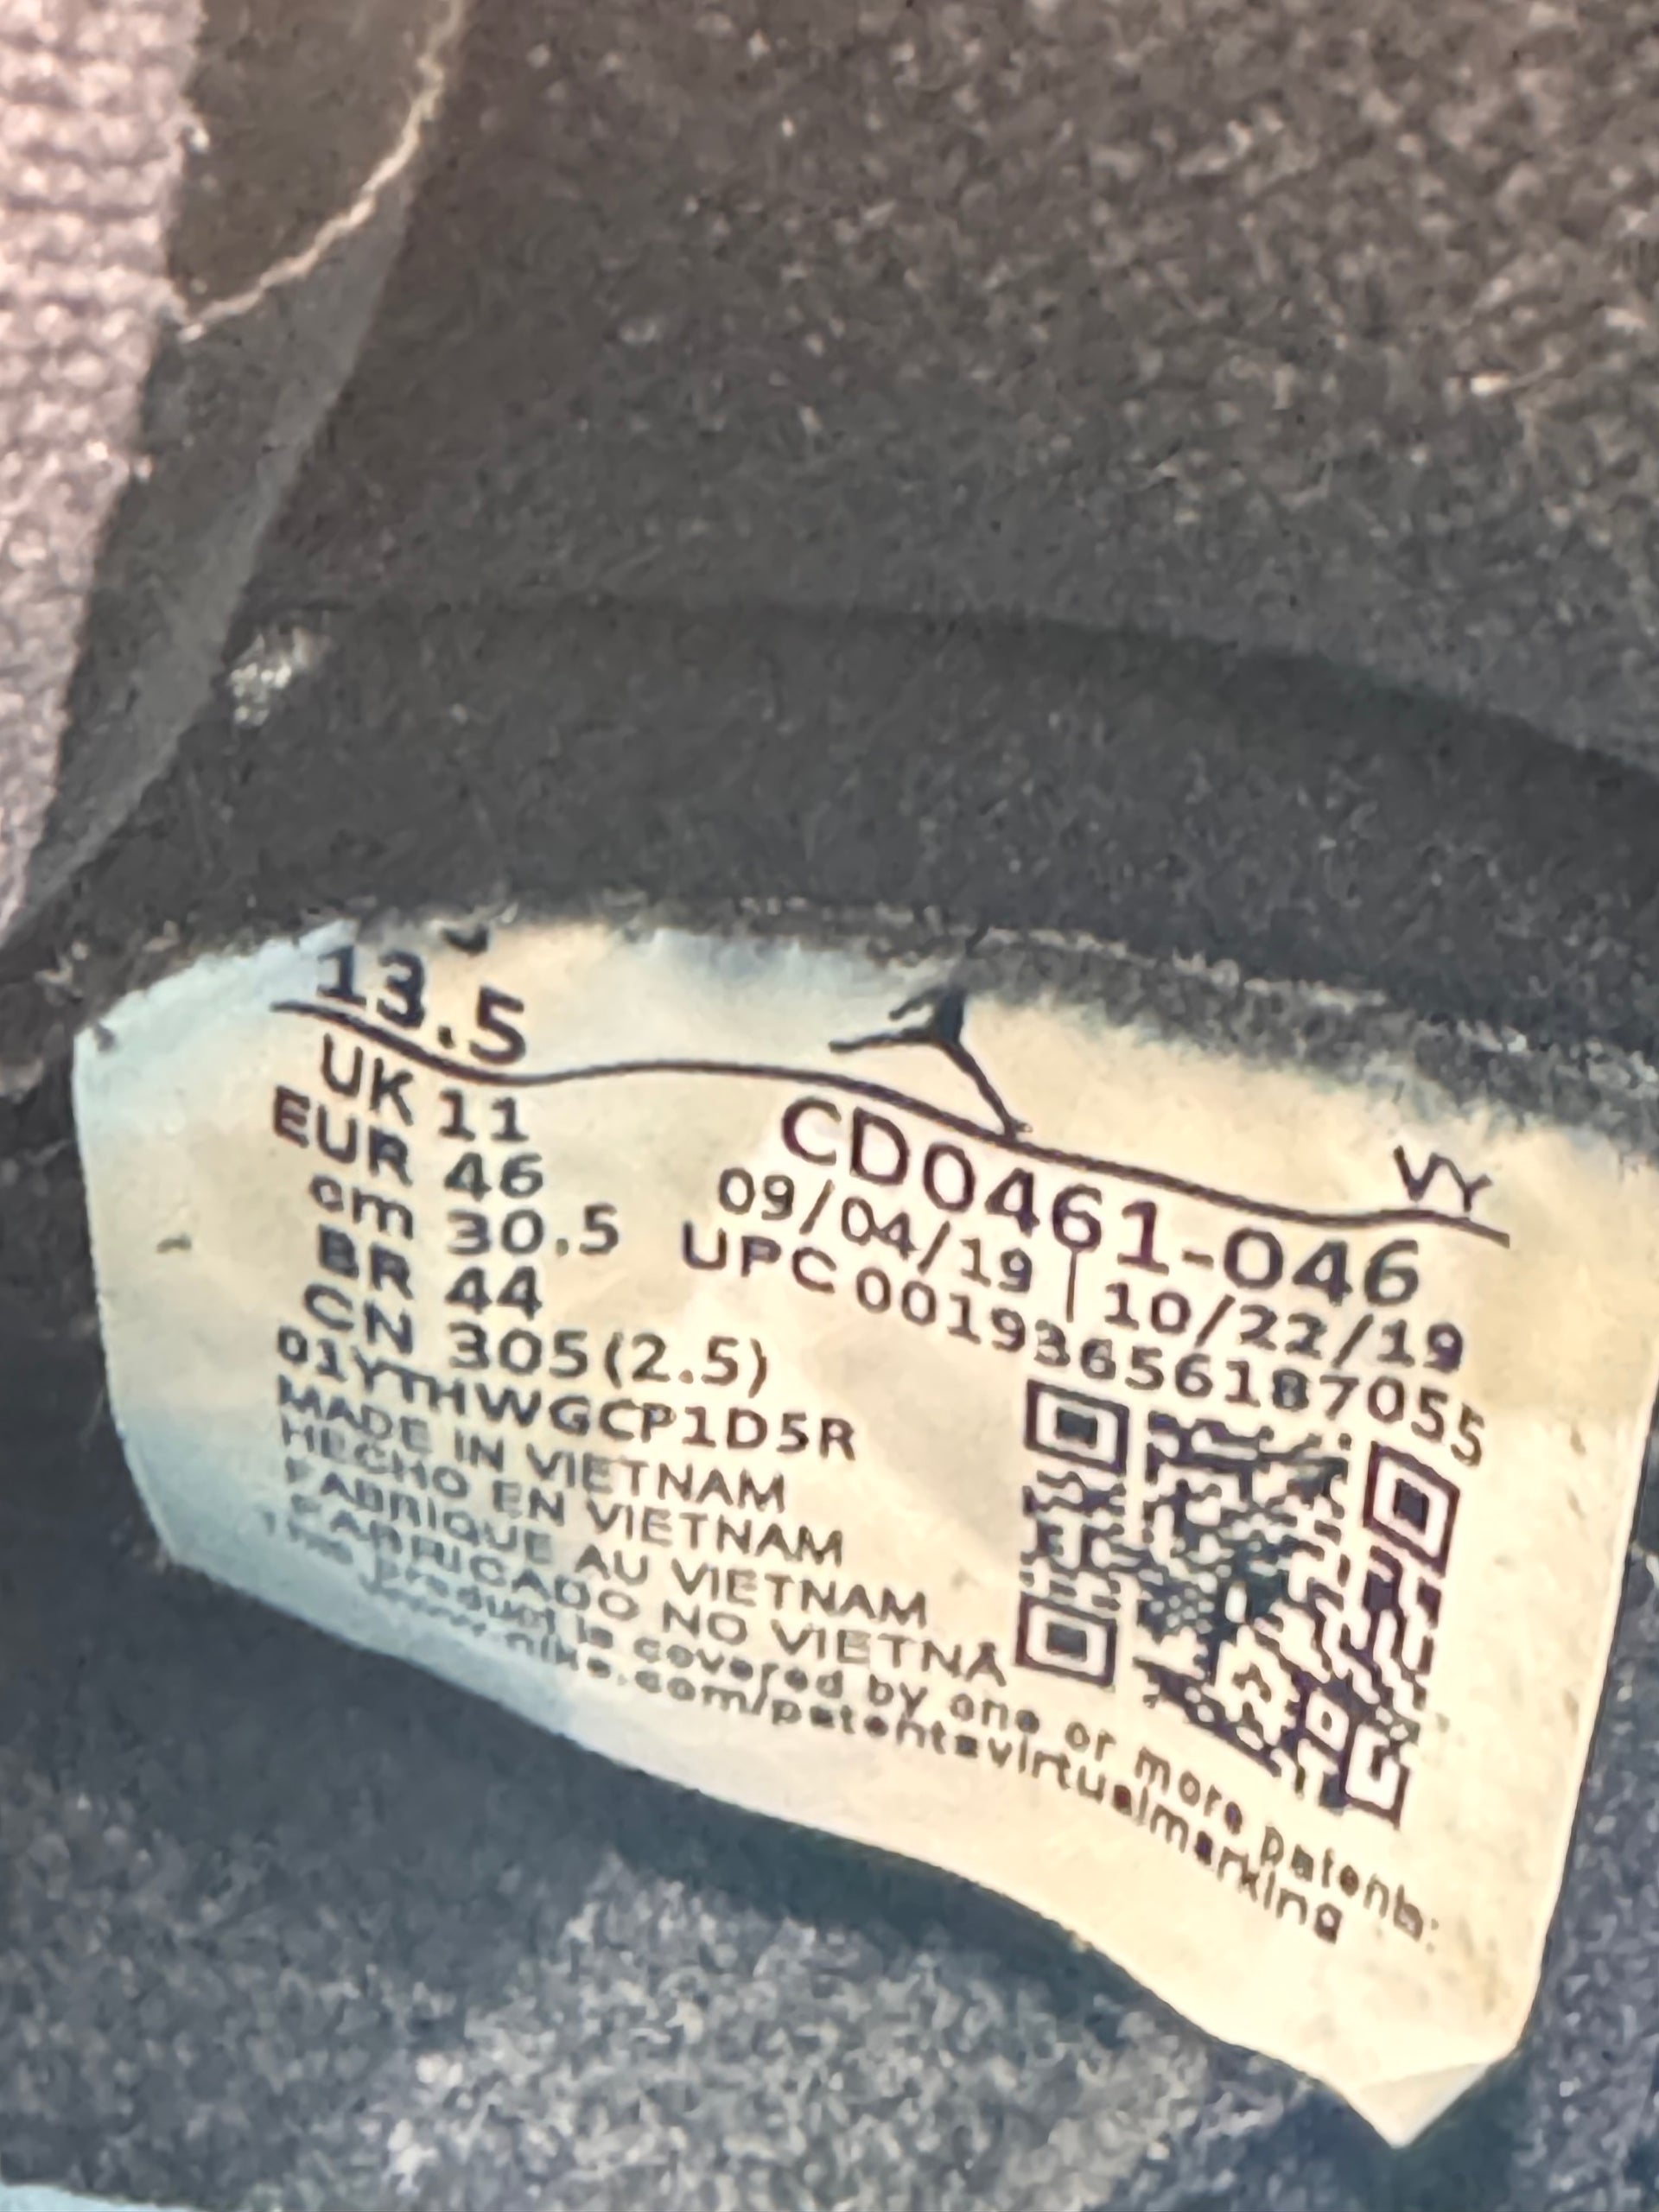 13.5
VY
UK 11
EUR 46
cm 30.5
BR 44
CN 305(2.5)
CD0461-046
09/04/19 | 10/22/19
UPC 00193656187055
01YTHWGCP1D5R
MADE IN VIETNAM
HECHO EN VIETNAM
FABRIQUE AU VIETNAM
FABRICADO NO VIETNÃ
The product is covered by one or more patents:
www.nike.com/patentsvirtualmarking